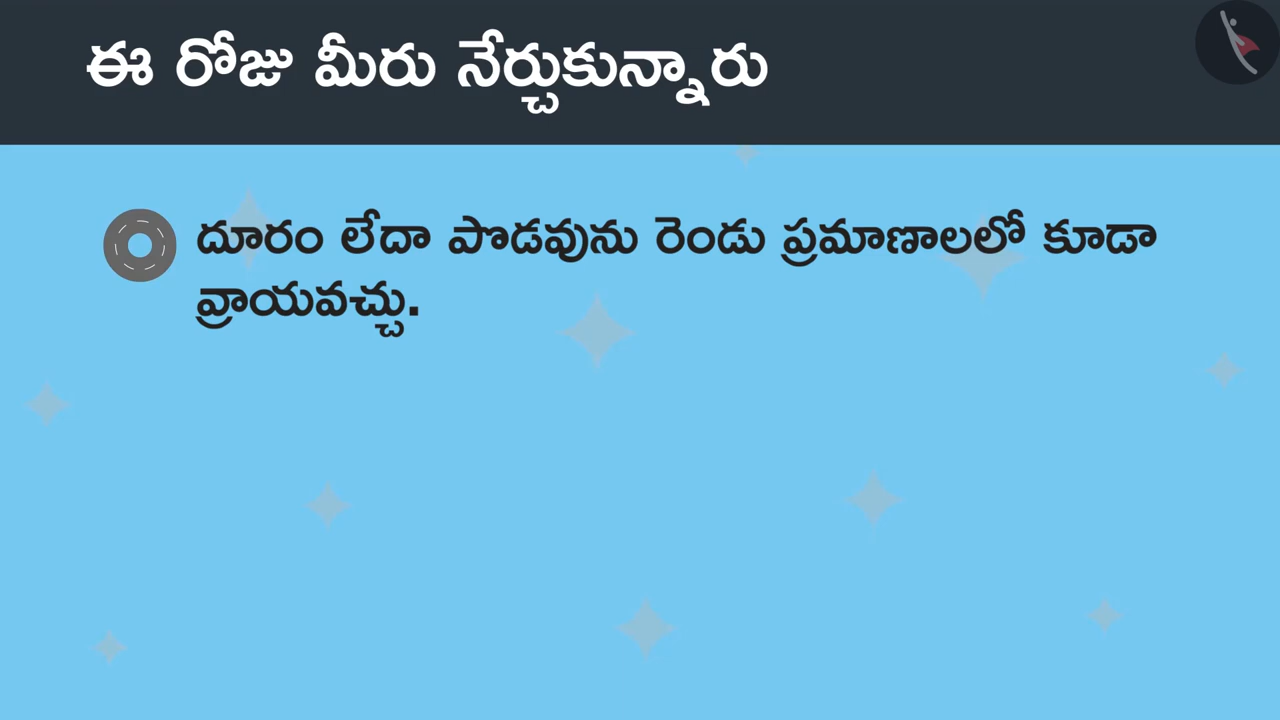 ఈ రోజు మీరు నేర్చుకున్నారు
దూరం లేదా పొడవును రెండు ప్రమాణాలలో కూడా
వ్రాయవచ్చు.